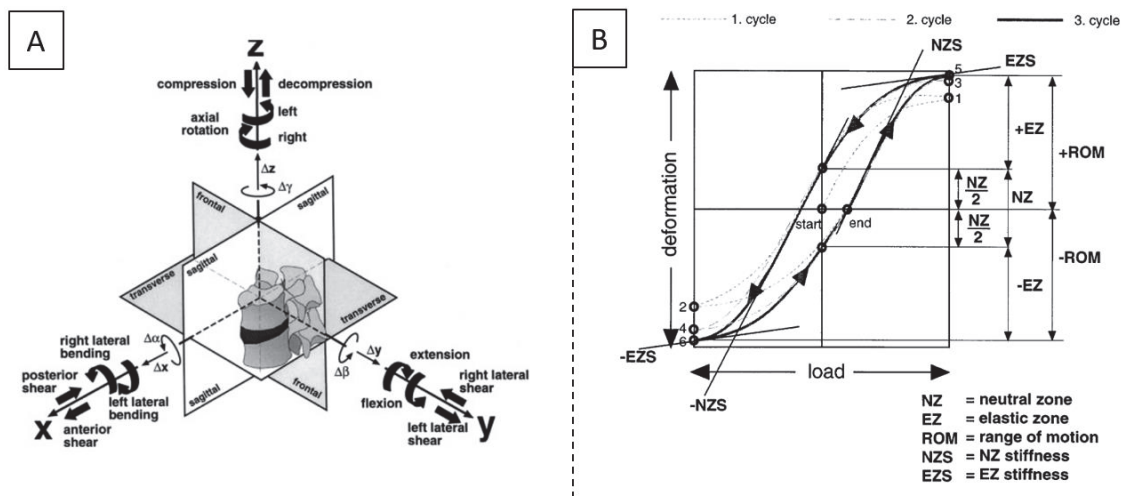 A
z
compression
decompression
left
axial
rotation
right
Δz
Δγ
frontal
sagittal
transverse
sagittal
transverse
sagittal
frontal
right lateral
bending
Δα
Δx
posterior
shear
left lateral
bending
x
anterior
shear
Δy
Δβ
extension
right lateral
shear
flexion
left lateral
shear
y
B
1. cycle
2. cycle
3. cycle
NZS
EZS
5
3
1
deformation
+EZ
+ROM
NZ
2
NZ
start
end
NZ
2
-ROM
-EZ
2
4
6
-EZS
-NZS
load
NZ = neutral zone
EZ = elastic zone
ROM = range of motion
NZS = NZ stiffness
EZS = EZ stiffness